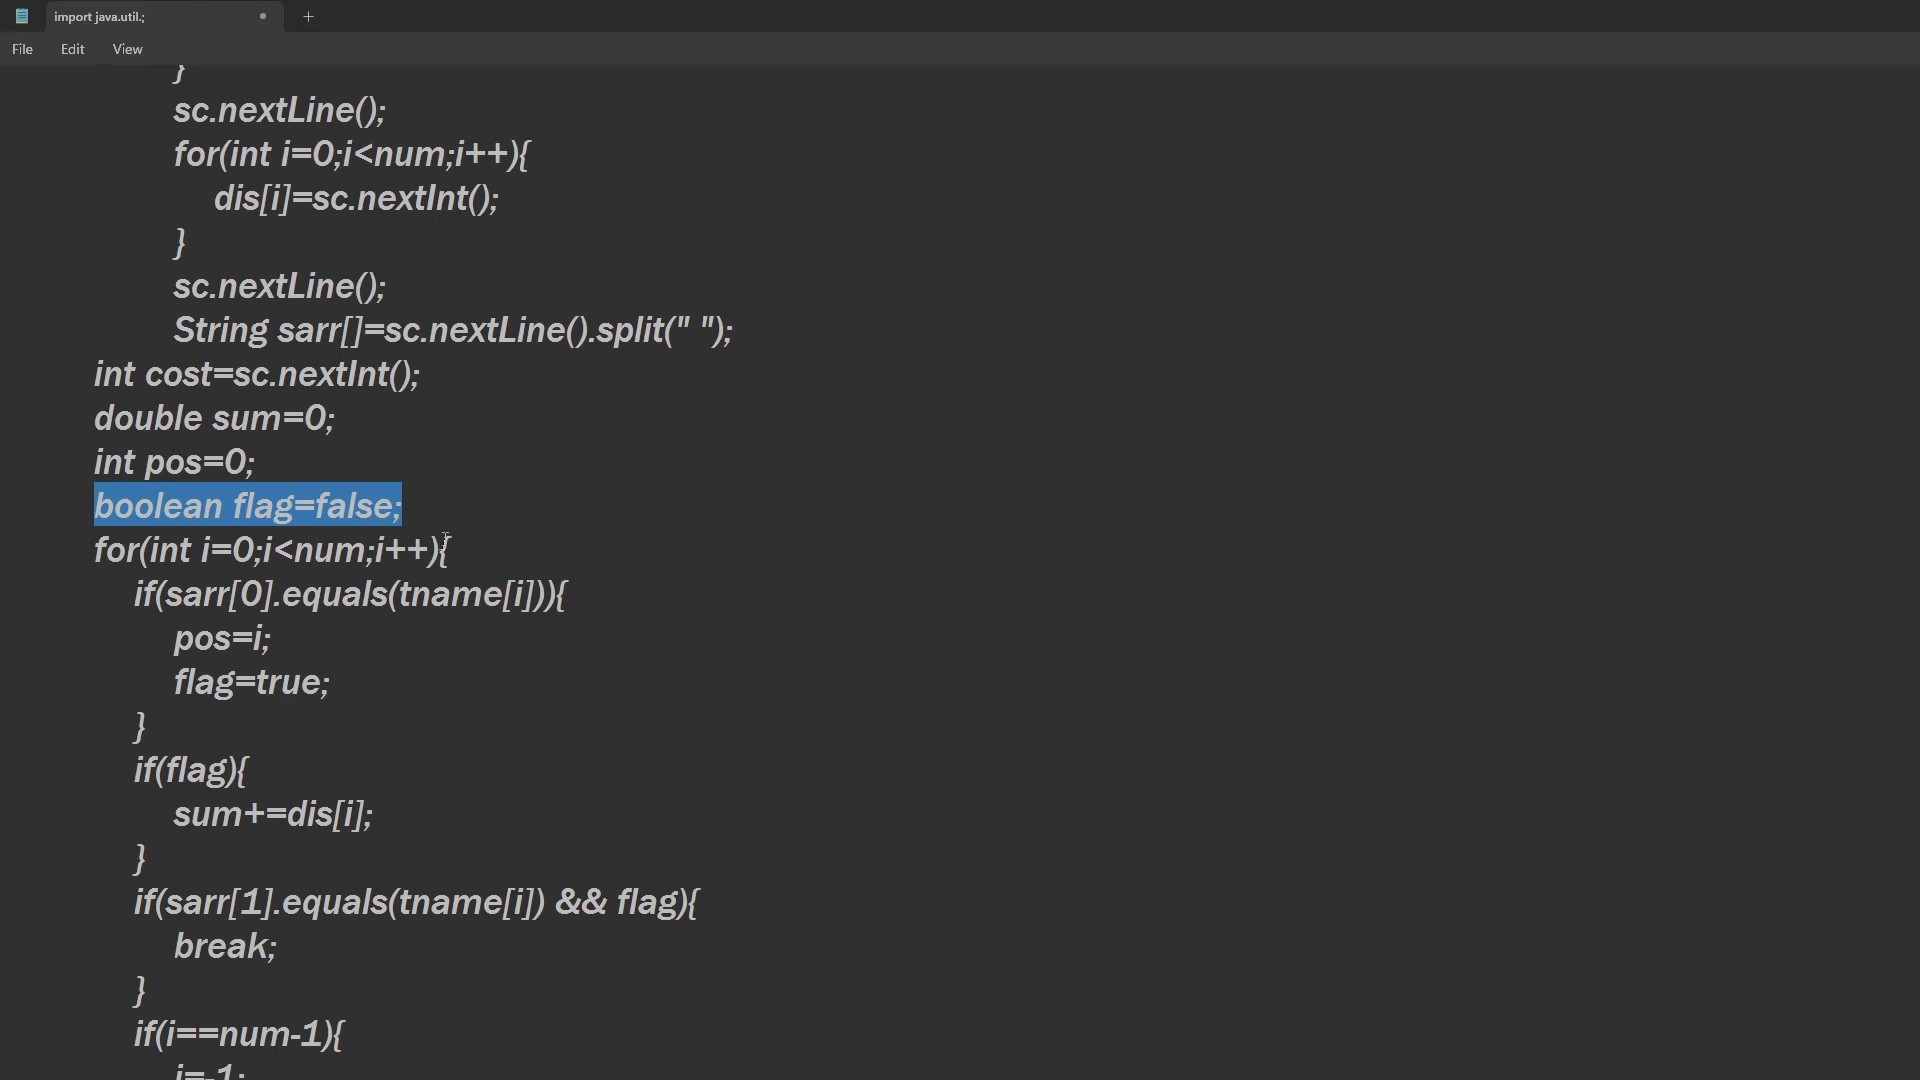 import java.util.;
File Edit View
}
sc.nextLine();
for(int i=0;i<num;i++){
dis[i]=sc.nextInt();
}
sc.nextLine();
String sarr[]=sc.nextLine().split(" ");
int cost=sc.nextInt();
double sum=0;
int pos=0;
boolean flag=false;
for(int i=0;i<num;i++){
if(sarr[0].equals(tname[i])){
pos=i;
flag=true;
}
if(flag){
sum+=dis[i];
}
if(sarr[1].equals(tname[i]) && flag){
break;
}
if(i==num-1){
i=-1;